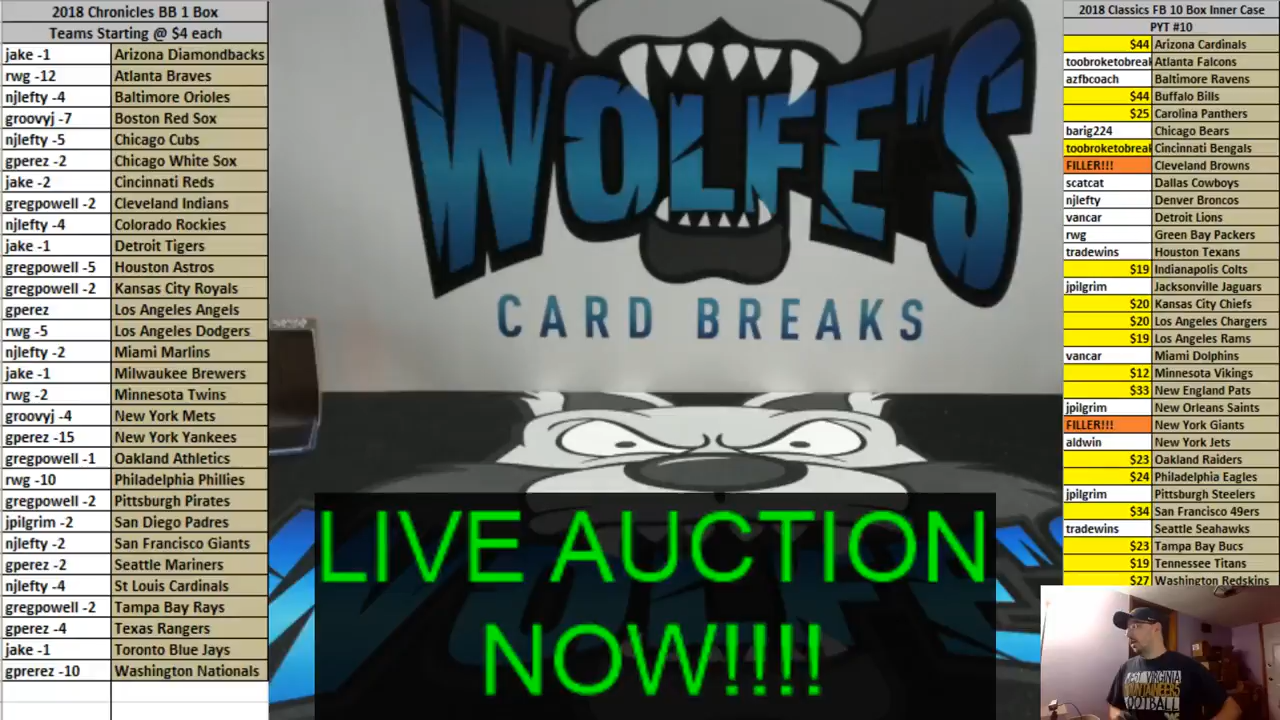 2018 Chronicles BB 1 Box
Teams Starting @ $4 each
jake -1 Arizona Diamondbacks
rwg -12 Atlanta Braves
njlefty -4 Baltimore Orioles
groovyj -7 Boston Red Sox
njlefty -5 Chicago Cubs
gperez -2 Chicago White Sox
jake -2 Cincinnati Reds
gregpowell -2 Cleveland Indians
njlefty -4 Colorado Rockies
jake -1 Detroit Tigers
gregpowell -5 Houston Astros
gregpowell -2 Kansas City Royals
gperez Los Angeles Angels
rwg -5 Los Angeles Dodgers
njlefty -2 Miami Marlins
jake -1 Milwaukee Brewers
rwg -2 Minnesota Twins
groovyj -4 New York Mets
gperez -15 New York Yankees
gregpowell -1 Oakland Athletics
rwg -10 Philadelphia Phillies
gregpowell -2 Pittsburgh Pirates
jpilgrim -2 San Diego Padres
njlefty -2 San Francisco Giants
gperez -2 Seattle Mariners
njlefty -4 St Louis Cardinals
gregpowell -2 Tampa Bay Rays
gperez -4 Texas Rangers
jake -1 Toronto Blue Jays
gprerez -10 Washington Nationals
WOLFE'S
CARD BREAKS
LIVE AUCTION
NOW!!!!
2018 Classics FB 10 Box Inner Case
PYT #10
$44 Arizona Cardinals
toobroketobreak Atlanta Falcons
azfbcoach Baltimore Ravens
$44 Buffalo Bills
$25 Carolina Panthers
barig224 Chicago Bears
toobroketobreak Cincinnati Bengals
FILLER!!! Cleveland Browns
scatcat Dallas Cowboys
njlefty Denver Broncos
vancar Detroit Lions
rwg Green Bay Packers
tradewins Houston Texans
$19 Indianapolis Colts
jpilgrim Jacksonville Jaguars
$20 Kansas City Chiefs
$20 Los Angeles Chargers
$19 Los Angeles Rams
vancar Miami Dolphins
$12 Minnesota Vikings
$33 New England Pats
jpilgrim New Orleans Saints
FILLER!!! New York Giants
aldwin New York Jets
$23 Oakland Raiders
$24 Philadelphia Eagles
jpilgrim Pittsburgh Steelers
$34 San Francisco 49ers
tradewins Seattle Seahawks
$23 Tampa Bay Bucs
$19 Tennessee Titans
$27 Washington Redskins
WEST VIRGINIA
MOUNTAINEERS
FOOTBALL